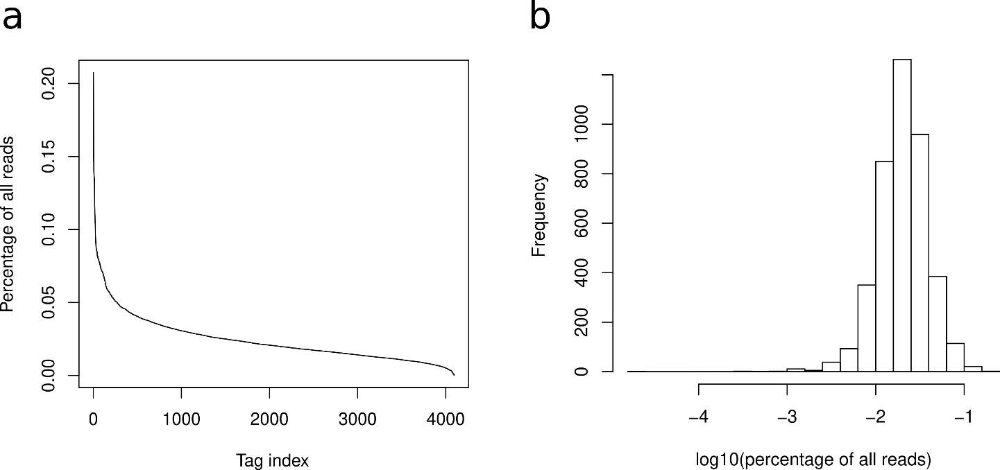 a
Percentage of all reads
0.20
0.15
0.10
0.05
0.00
0 1000 2000 3000 4000
Tag index
b
Frequency
1000
800
600
400
200
0
−4 −3 −2 −1
log10(percentage of all reads)